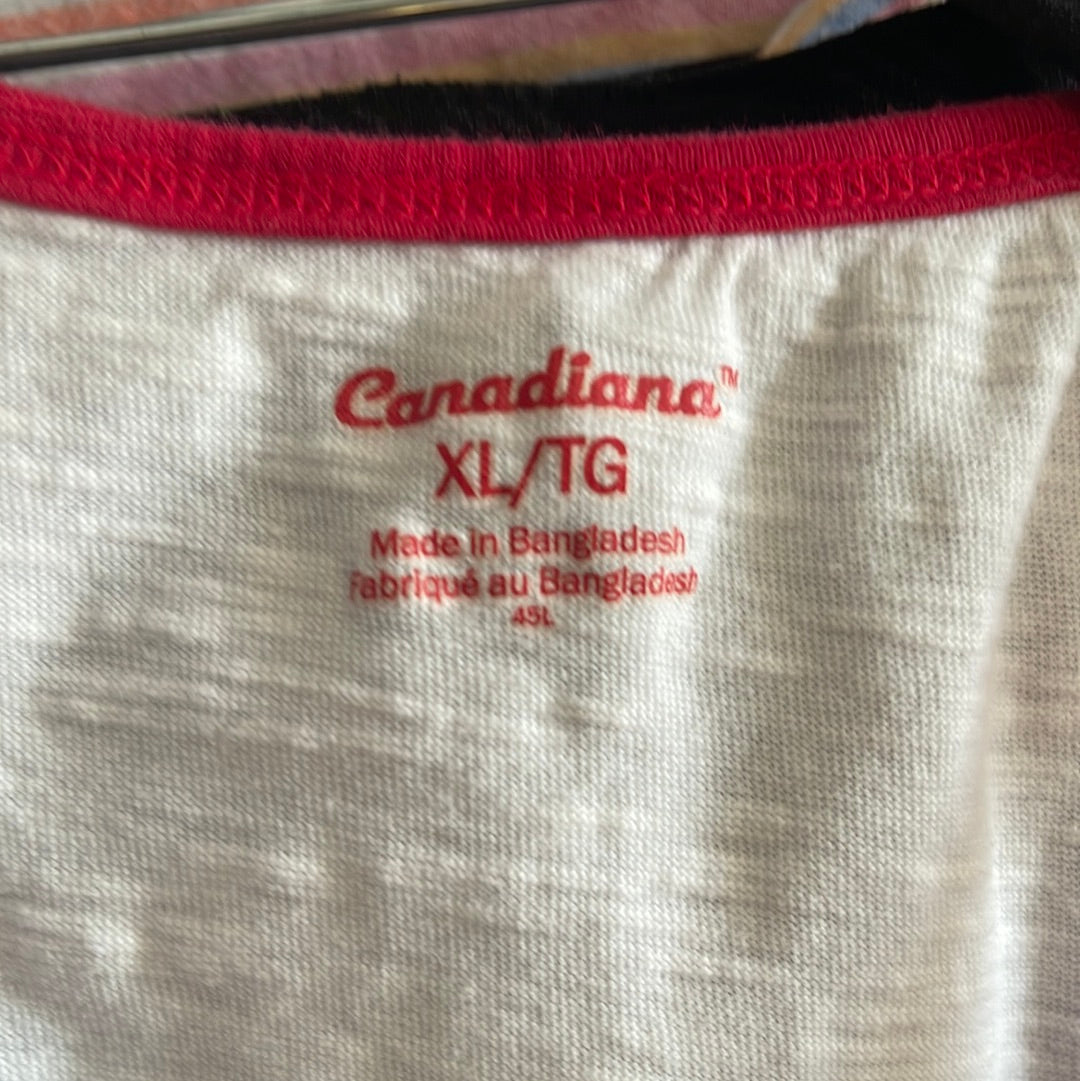 Canadiana™
XL/TG
Made in Bangladesh
Fabriqué au Bangladesh
45L